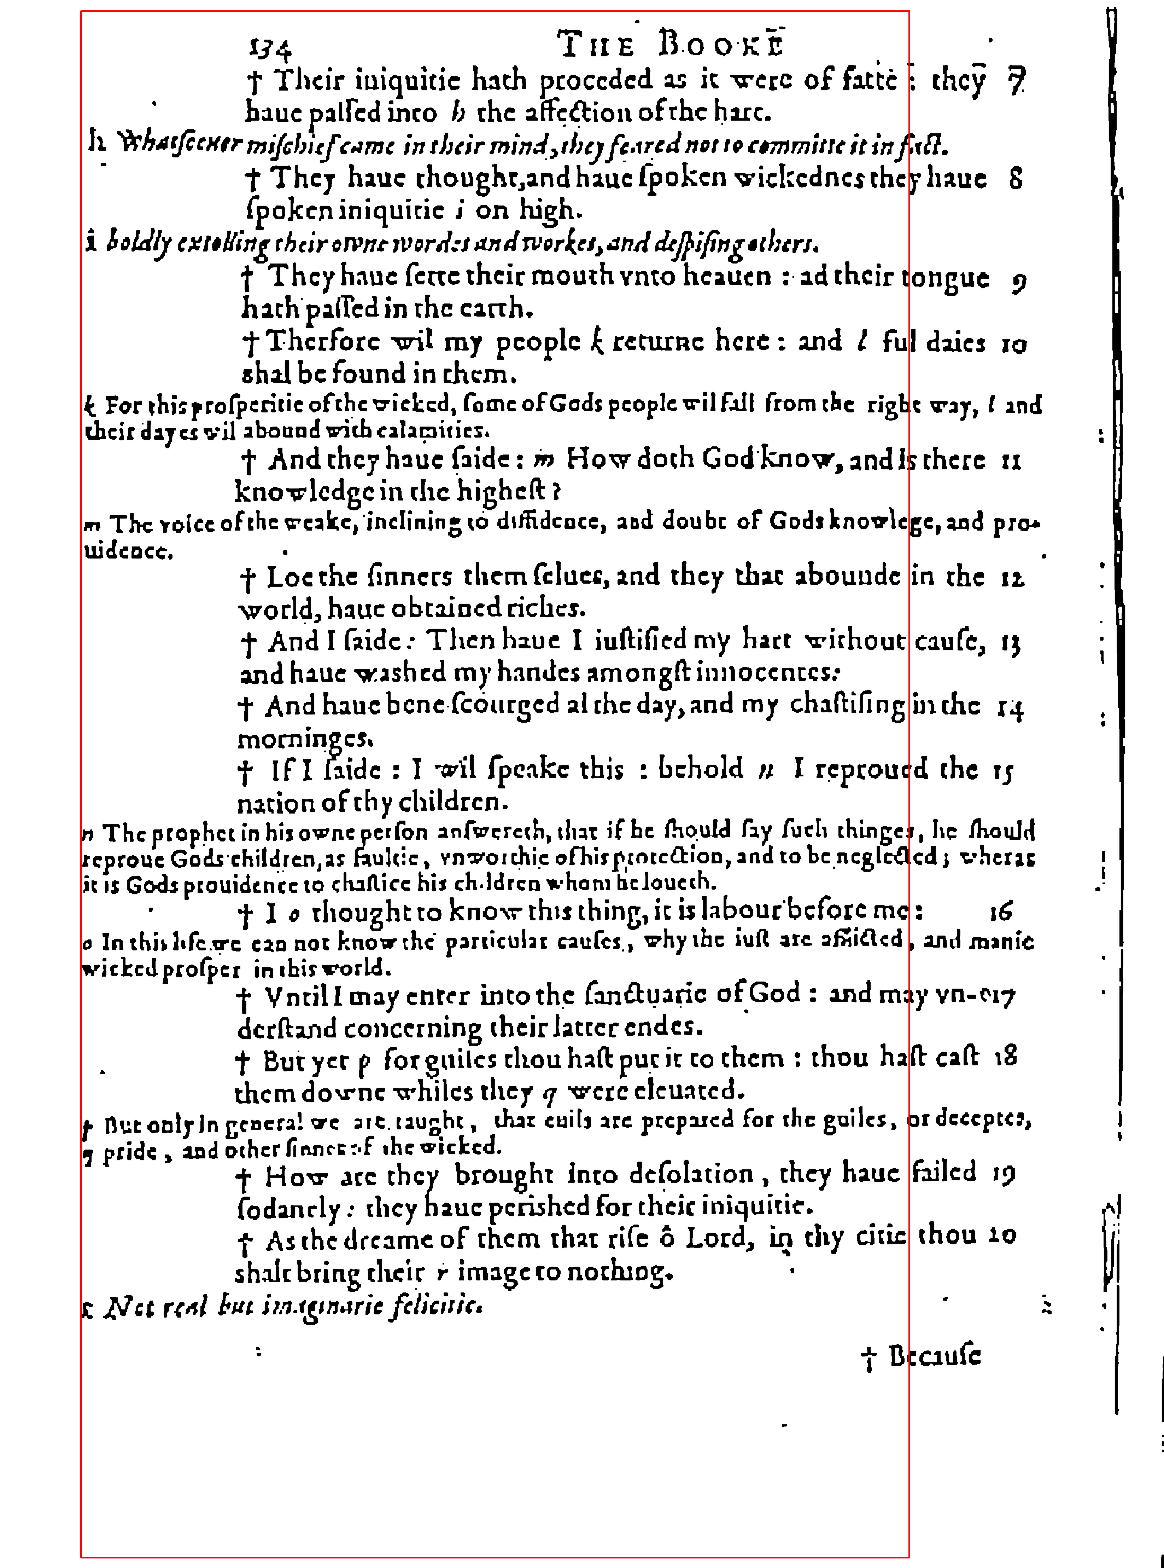 134 THE BOOKE
† Their iniquitie hath proceded as it were of fatte : they 7
haue paſſed into h the affection of the hart.
h Whatſoeuer miſchief came in their mind, they feared not to committe it in fact.
† They haue thought, and haue ſpoken wickednes they haue 8
ſpoken iniquitie i on high.
i boldly extolling their owne wordes and workes, and deſpiſing others.
† They haue ſette their mouth vnto heauen : ad their tongue 9
hath paſſed in the earth.
† Therfore wil my people k returne here : and l ful daies 10
shal be found in them.
k For this proſperitie of the wicked, ſome of Gods people wil fall from the right way, l and
their dayes wil abound with calamities.
† And they haue ſaide : m How doth God know, and is there 11
knowledge in the higheſt ?
m The voice of the weake, inclining to diffidence, and doubt of Gods knowlege, and pro-
uidence.
† Loe the ſinners them ſelues, and they that abounde in the 12
world, haue obtained riches.
† And I ſaide : Then haue I iuſtified my hart without cauſe, 13
and haue washed my handes amongſt innocentes:
† And haue bene ſcourged al the day, and my chaſtiſing in the 14
morninges.
† If I ſaide : I wil ſpeake this : behold n I reproued the 15
nation of thy children.
n The prophet in his owne perſon anſwereth, that if he ſhould ſay ſuch thinges, he ſhould
reproue Gods children, as faultie, vnworthie of his protection, and to be neglected ; wheras
it is Gods prouidence to chaſtice his children whom he loueth.
† I o thought to know this thing, it is labour before me : 16
o In this life we can not know the particular cauſes, why the iuſt are afflicted, and manie
wicked proſper in this world.
† Vntil I may enter into the ſanctuarie of God : and may vn- 17
derſtand concerning their latter endes.
† But yet p for guiles thou haſt put it to them : thou haſt caſt 18
them downe whiles they q were eleuated.
p But only in general we are taught, that euils are prepared for the guiles, or deceptes,
q pride, and other ſinnes of the wicked.
† How are they brought into deſolation, they haue failed 19
ſodanely : they haue perished for their iniquitie.
† As the dreame of them that riſe ô Lord, in thy citie thou 20
shalt bring their r image to nothing.
r Not real but imaginarie felicitie.
† Becauſe